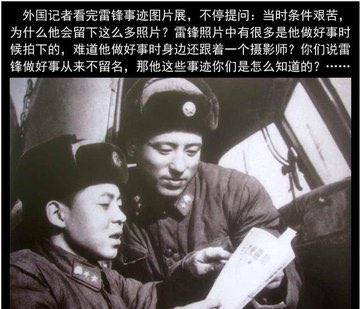 外国记者看完雷锋事迹图片展，不停提问：当时条件艰苦，
为什么他会留下这么多照片？雷锋照片中有很多是他做好事时
候拍下的，难道他做好事时身边还跟着一个摄影师？你们说雷
锋做好事从来不留名，那他这些事迹你们是怎么知道的？……